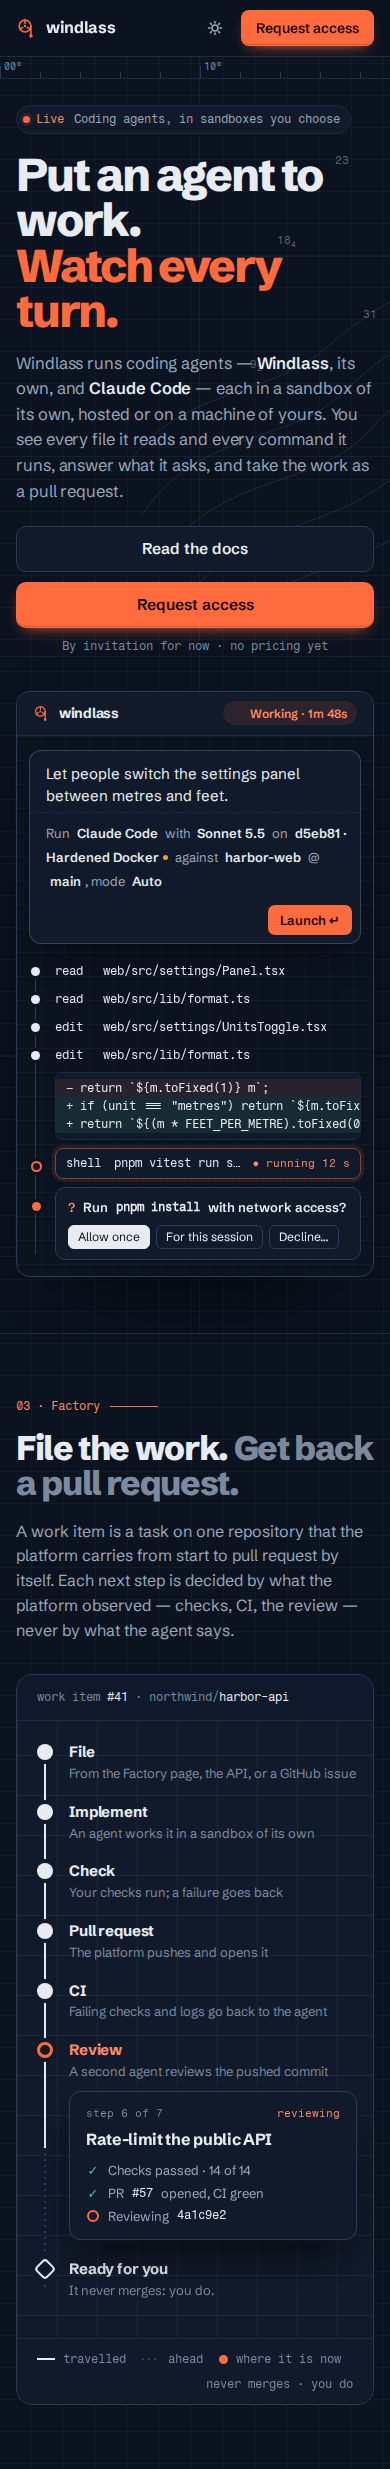 windlass
Request access
00°
10°
Live Coding agents, in sandboxes you choose
Put an agent to
work.
Watch every
turn.
23
18₄
31
Windlass runs coding agents — Windlass, its
own, and Claude Code — each in a sandbox of
its own, hosted or on a machine of yours. You
see every file it reads and every command it
runs, answer what it asks, and take the work as
a pull request.
Read the docs
Request access
By invitation for now · no pricing yet
windlass
Working · 1m 48s
Let people switch the settings panel
between metres and feet.
Run Claude Code with Sonnet 5.5 on d5eb81 ·
Hardened Docker • against harbor-web @
main , mode Auto
Launch ↵
read web/src/settings/Panel.tsx
read web/src/lib/format.ts
edit web/src/settings/UnitsToggle.tsx
edit web/src/lib/format.ts
− return `${m.toFixed(1)} m`;
+ if (unit === "metres") return `${m.toFix
+ return `${(m * FEET_PER_METRE).toFixed(0
shell pnpm vitest run s… • running 12 s
? Run pnpm install with network access?
Allow once
For this session
Decline…
03 · Factory
File the work. Get back
a pull request.
A work item is a task on one repository that the
platform carries from start to pull request by
itself. Each next step is decided by what the
platform observed — checks, CI, the review —
never by what the agent says.
work item #41 · northwind/harbor-api
File
From the Factory page, the API, or a GitHub issue
Implement
An agent works it in a sandbox of its own
Check
Your checks run; a failure goes back
Pull request
The platform pushes and opens it
CI
Failing checks and logs go back to the agent
Review
A second agent reviews the pushed commit
step 6 of 7
reviewing
Rate-limit the public API
✓ Checks passed · 14 of 14
✓ PR #57 opened, CI green
Reviewing 4a1c9e2
Ready for you
It never merges: you do.
travelled ··· ahead where it is now
never merges · you do